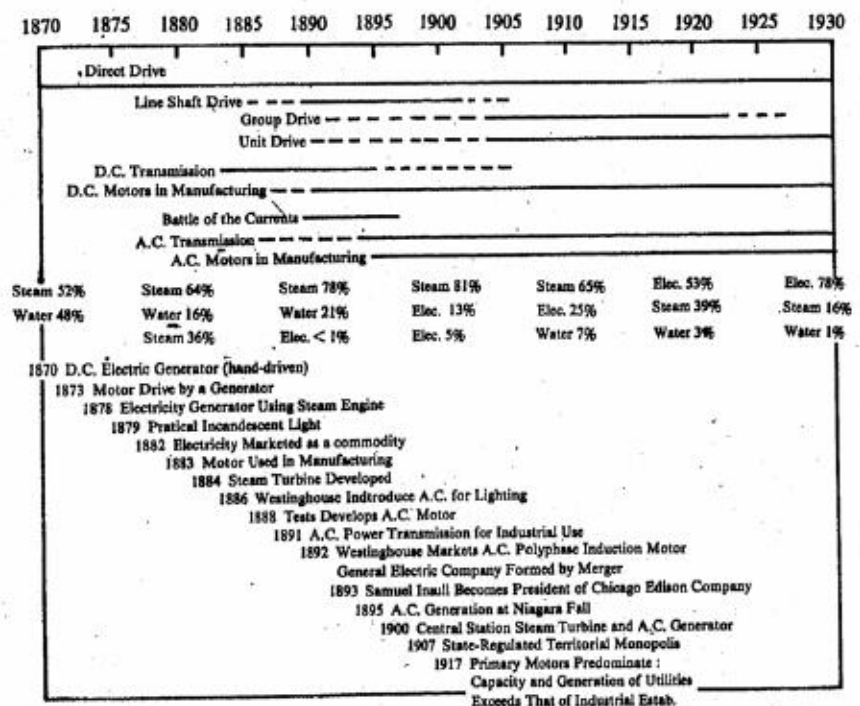 1870 1875 1880 1885 1890 1895 1900 1905 1910 1915 1920 1925 1930
Direct Drive
Line Shaft Drive
Group Drive
Unit Drive
D.C. Transmission
D.C. Motors in Manufacturing
Battle of the Currents
A.C. Transmission
A.C. Motors in Manufacturing
Steam 52% Steam 64% Steam 78% Steam 81% Steam 65% Elec. 53% Elec. 78%
Water 48% Water 16% Water 21% Elec. 13% Elec. 25% Steam 39% Steam 16%
Steam 36% Elec. < 1% Elec. 5% Water 7% Water 3% Water 1%
1870 D.C. Electric Generator (hand-driven)
1873 Motor Drive by a Generator
1878 Electricity Generator Using Steam Engine
1879 Pratical Incandescent Light
1882 Electricity Marketed as a commodity
1883 Motor Used in Manufacturing
1884 Steam Turbine Developed
1886 Westinghouse Indtroduce A.C. for Lighting
1888 Tests Develops A.C. Motor
1891 A.C. Power Transmission for Industrial Use
1892 Westinghouse Markets A.C. Polyphase Induction Motor
General Electric Company Formed by Merger
1893 Samuel Insull Becomes President of Chicago Edison Company
1895 A.C. Generation at Niagara Fall
1900 Central Station Steam Turbine and A.C. Generator
1907 State-Regulated Territorial Monopolis
1917 Primary Motors Predominate :
Capacity and Generation of Utilities
Exceeds That of Industrial Estab.